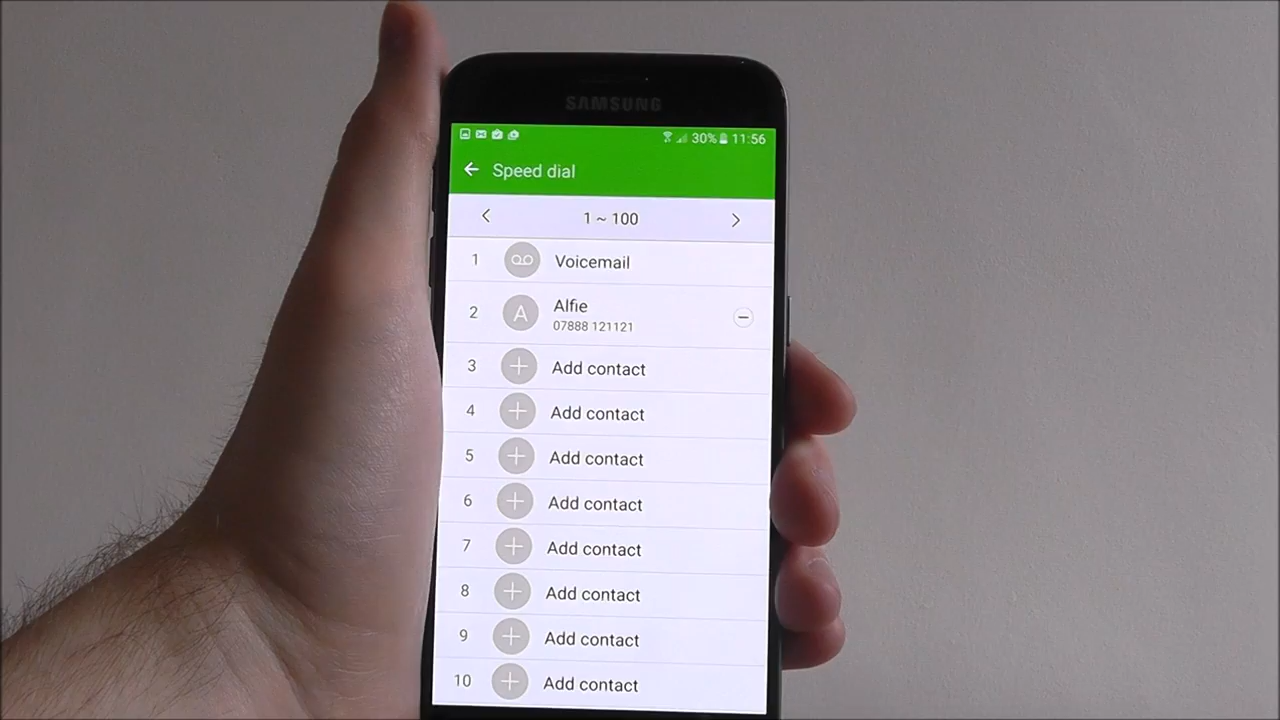 SAMSUNG
30% 11:56
Speed dial
1 ~ 100
1 Voicemail
2 A Alfie
07888 121121
3 Add contact
4 Add contact
5 Add contact
6 Add contact
7 Add contact
8 Add contact
9 Add contact
10 Add contact